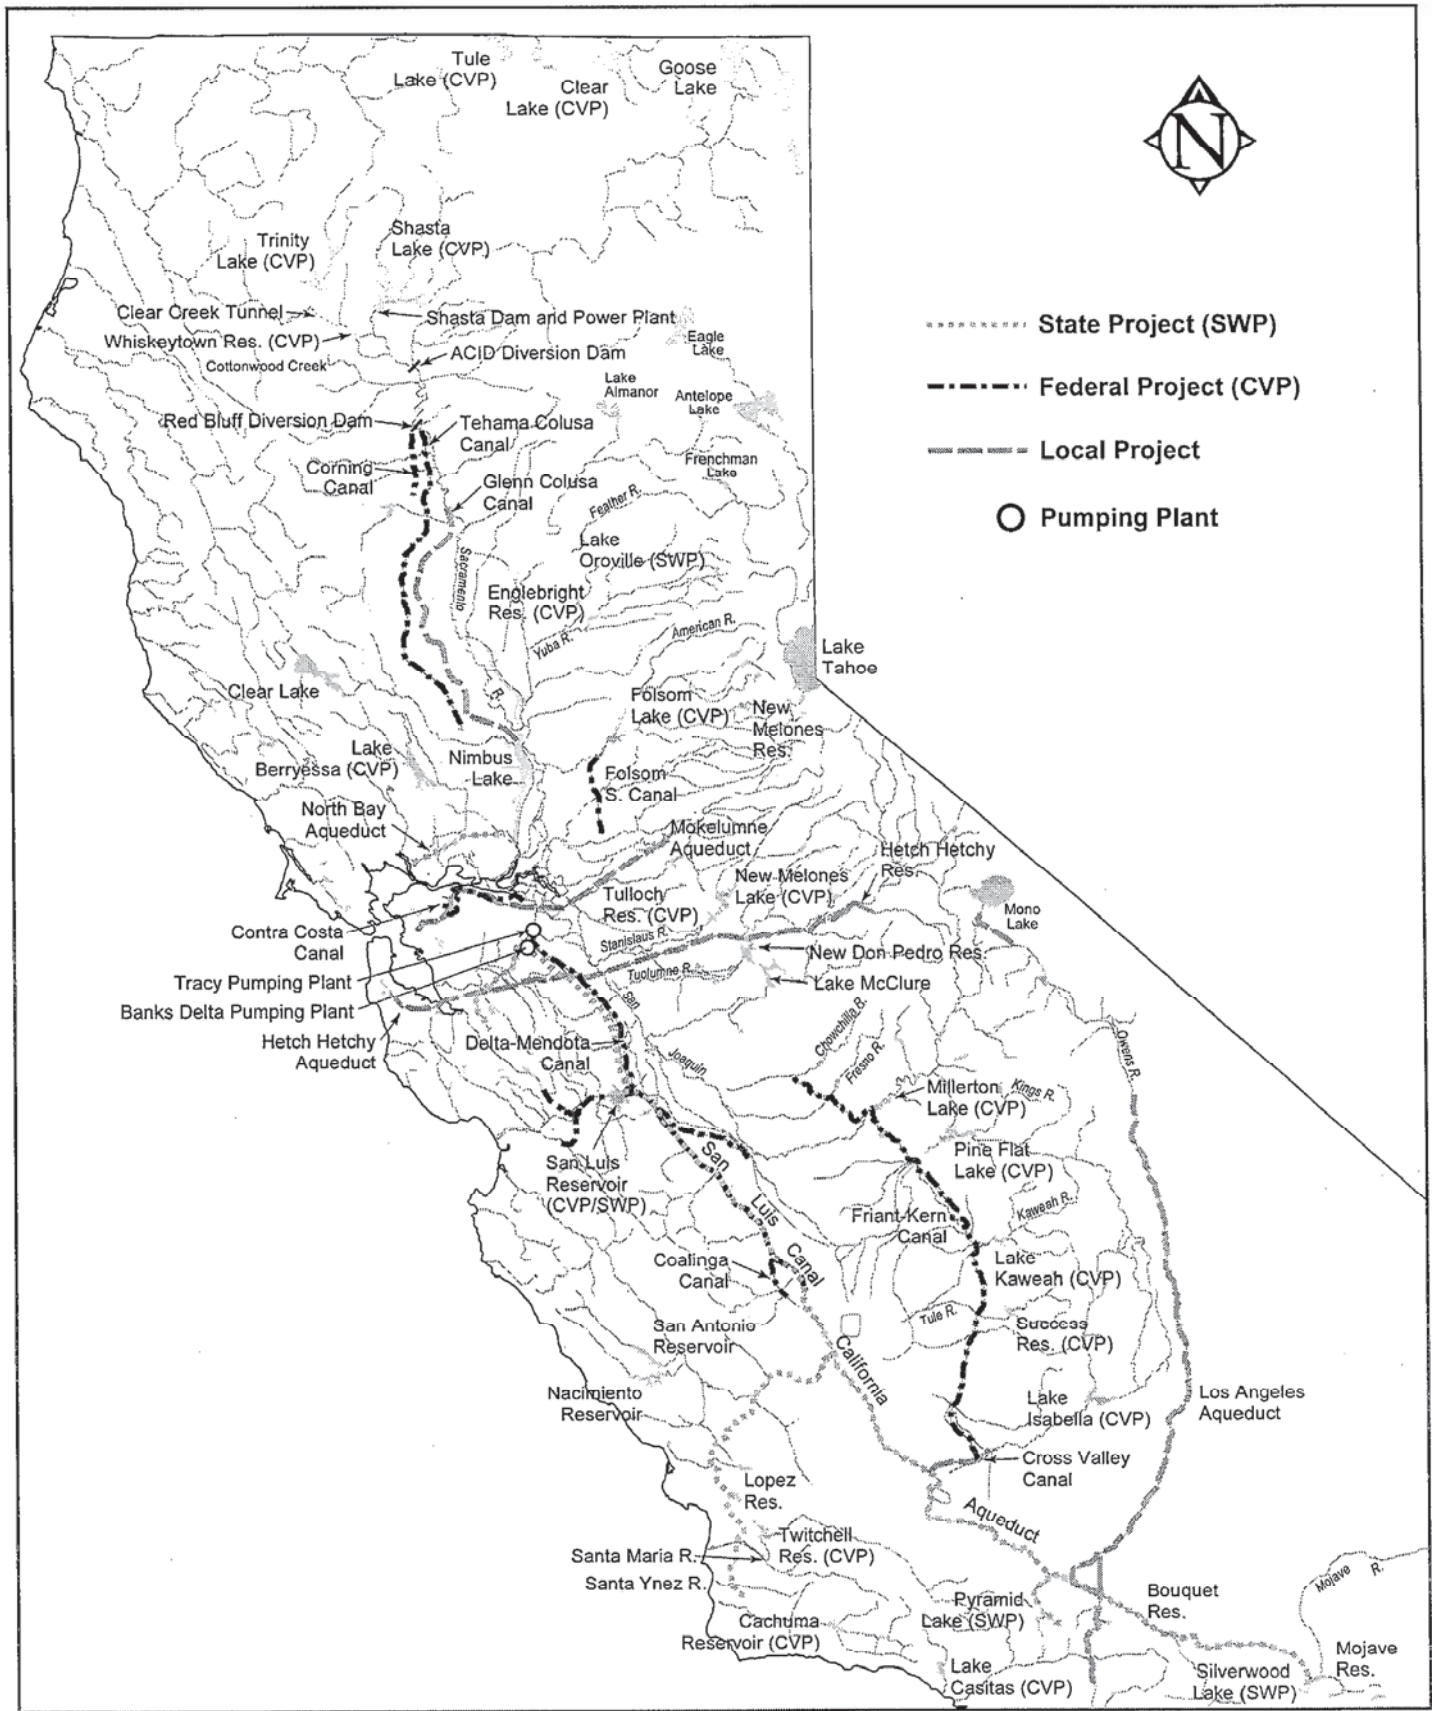 Tule
Lake (CVP)
Clear
Lake (CVP)
Goose
Lake
N
Shasta
Lake (CVP)
Trinity
Lake (CVP)
Clear Creek Tunnel
Shasta Dam and Power Plant
State Project (SWP)
Whiskeytown Res. (CVP)
Eagle
Lake
ACID Diversion Dam
Cottonwood Creek
Federal Project (CVP)
Lake
Almanor
Antelope
Lake
Red Bluff Diversion Dam
Tehama Colusa
Canal
Local Project
Corning
Canal
Frenchman
Lake
Glenn Colusa
Canal
Feather R.
Pumping Plant
Lake
Oroville (SWP)
Sacramento
R.
Englebright
Res. (CVP)
Yuba R.
American R.
Lake
Tahoe
Clear Lake
Folsom
Lake (CVP)
New
Melones
Res.
Lake
Berryessa (CVP)
Nimbus
Lake
Folsom
S. Canal
North Bay
Aqueduct
Mokelumne
Aqueduct
Hetch Hetchy
Res.
New Melones
Lake (CVP)
Tulloch
Res. (CVP)
Mono
Lake
Contra Costa
Canal
Stanislaus R.
New Don Pedro Res.
Tracy Pumping Plant
Tuolumne R.
Lake McClure
Banks Delta Pumping Plant
San
Joaquin
Chowchilla R.
Fresno R.
Hetch Hetchy
Aqueduct
Delta-Mendota
Canal
Owens R.
Millerton
Lake (CVP)
Kings R.
Pine Flat
Lake (CVP)
San Luis
Reservoir
(CVP/SWP)
San
Luis
Canal
Kaweah R.
Friant-Kern
Canal
Coalinga
Canal
Lake
Kaweah (CVP)
San Antonio
Reservoir
Tule R.
Success
Res. (CVP)
California
Nacimiento
Reservoir
Lake
Isabella (CVP)
Los Angeles
Aqueduct
Cross Valley
Canal
Lopez
Res.
Aqueduct
Twitchell
Res. (CVP)
Santa Maria R.
Santa Ynez R.
Mojave
R.
Pyramid
Lake (SWP)
Bouquet
Res.
Cachuma
Reservoir (CVP)
Mojave
Res.
Lake
Casitas (CVP)
Silverwood
Lake (SWP)